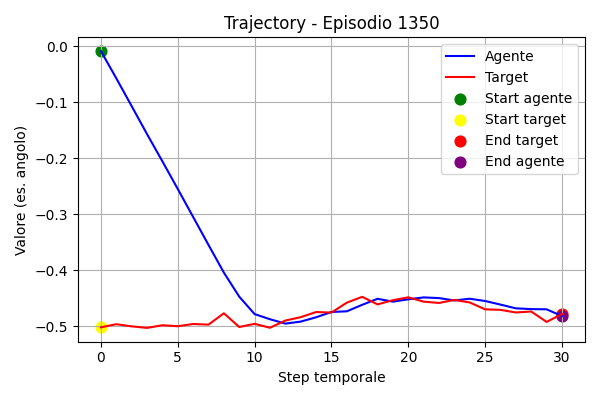 Trajectory - Episodio 1350
Valore (es. angolo)
0.0
−0.1
−0.2
−0.3
−0.4
−0.5
0
5
10
15
20
25
30
Step temporale
Agente
Target
Start agente
Start target
End target
End agente